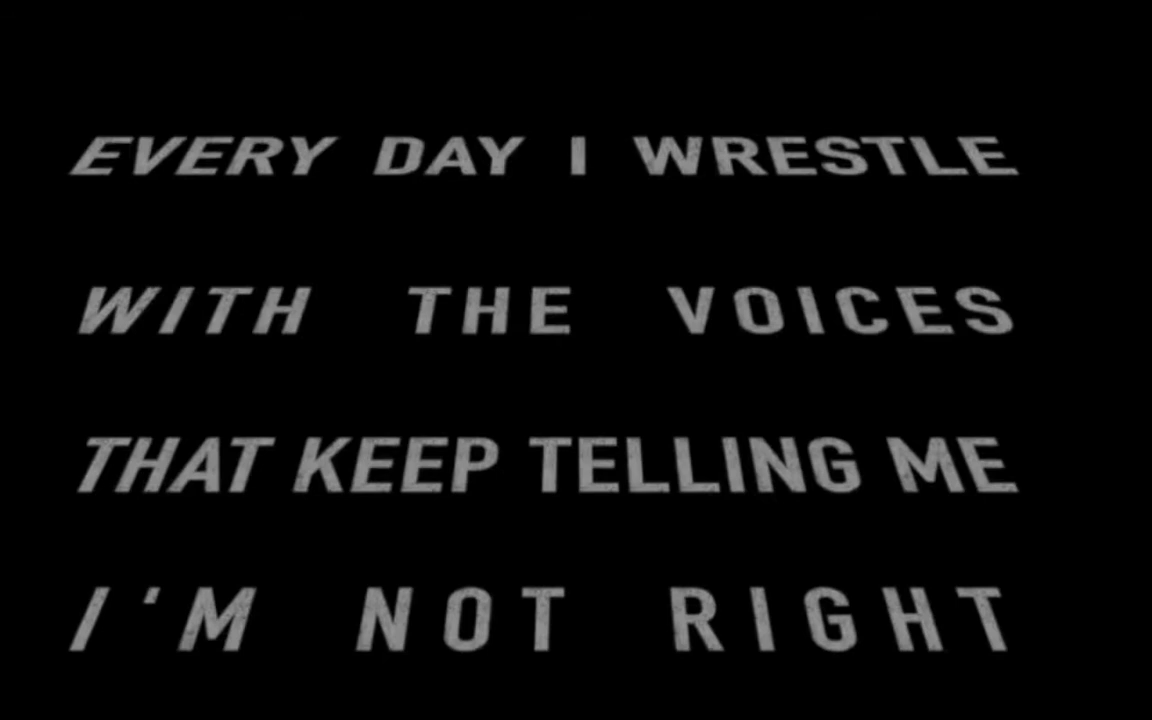 EVERY DAY I WRESTLE
WITH THE VOICES
THAT KEEP TELLING ME
I'M NOT RIGHT